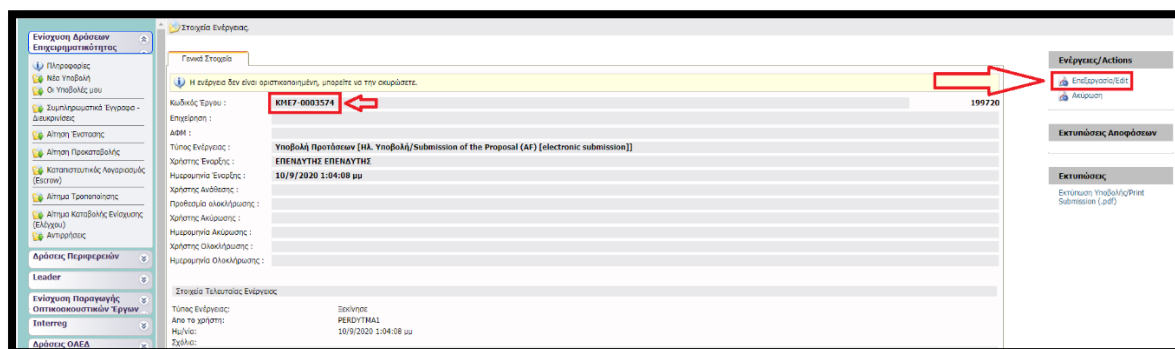 Ενίσχυση Δράσεων
Επιχειρηματικότητας
Πληροφορίες
Νέα Υποβολή
Οι Υποβολές μου
Συμπληρωματικά Έγγραφα -
Διευκρινίσεις
Αίτηση Ένστασης
Αίτηση Προκαταβολής
Καταπιστευτικός Λογαριασμός
(Escrow)
Αίτημα Τροποποίησης
Αίτημα Καταβολής Ενίσχυσης
(Ελέγχου)
Αντιρρήσεις
Δράσεις Περιφερειών
Leader
Ενίσχυση Παραγωγής
Οπτικοακουστικών Έργων
Interreg
Δράσεις ΟΑΕΔ
Στοιχεία Ενέργειας.
Γενικά Στοιχεία
Η ενέργεια δεν είναι οριστικοποιημένη, μπορείτε να την ακυρώσετε.
Κωδικός Έργου : ΚΜΕ7-0003574 199720
Επιχείρηση :
ΑΦΜ :
Τύπος Ενέργειας : Υποβολή Προτάσεων [Ηλ. Υποβολή/Submission of the Proposal (AF) [electronic submission]]
Χρήστης Έναρξης : ΕΠΕΝΔΥΤΗΣ ΕΠΕΝΔΥΤΗΣ
Ημερομηνία Έναρξης : 10/9/2020 1:04:08 μμ
Χρήστης Ανάθεσης :
Προθεσμία ολοκλήρωσης :
Χρήστης Ακύρωσης :
Ημερομηνία Ακύρωσης :
Χρήστης Ολοκλήρωσης :
Ημερομηνία Ολοκλήρωσης :
Στοιχεία Τελευταίας Ενέργειας
Τύπος Ενέργειας: Ξεκίνησε
Απο το χρήστη: PERDYTMA1
Ημ/νία: 10/9/2020 1:04:08 μμ
Σχόλια:
Ενέργειες/Actions
Επεξεργασία/Edit
Ακύρωση
Εκτυπώσεις Αποφάσεων
Εκτυπώσεις
Εκτύπωση Υποβολής/Print
Submission (.pdf)